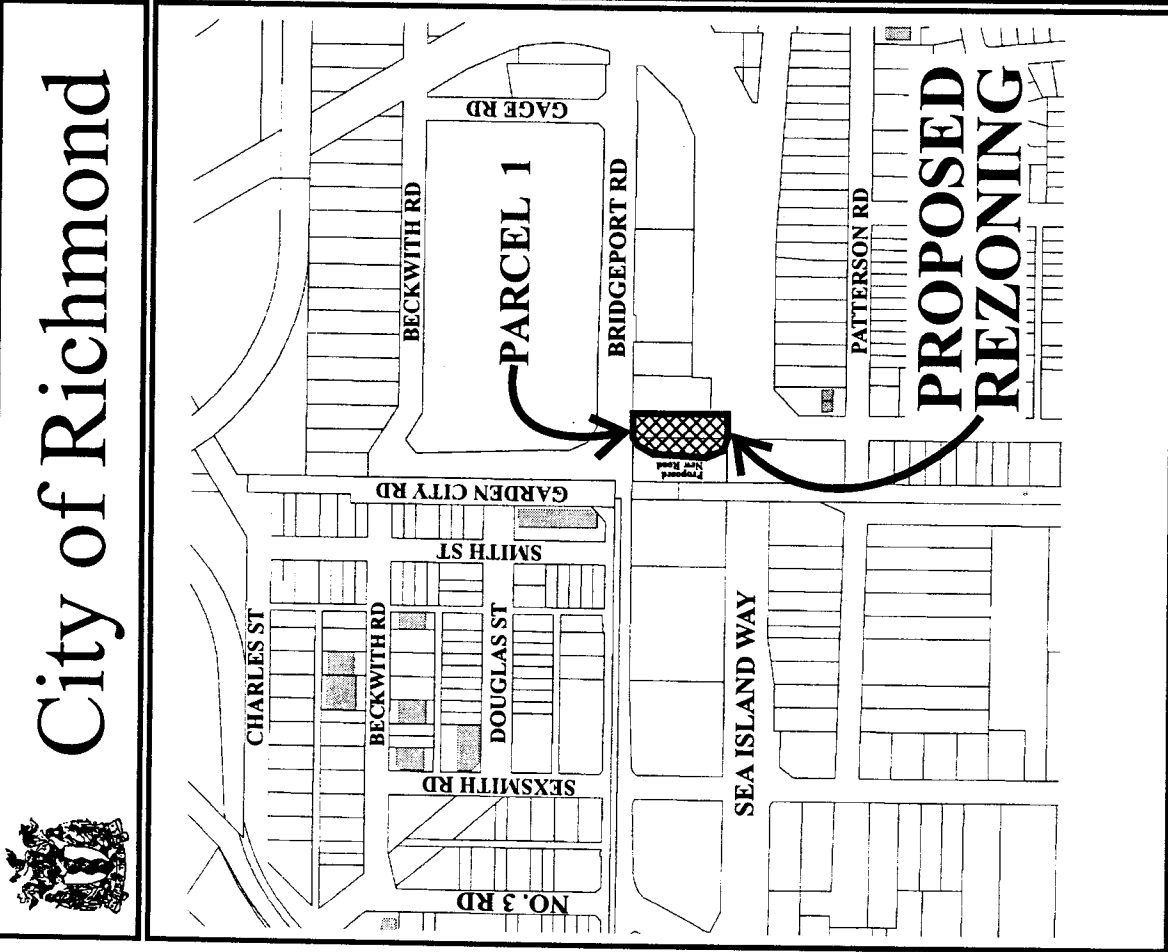 City of Richmond
CHARLES ST
BECKWITH RD
BECKWITH RD
DOUGLAS ST
SEXSMITH RD
NO. 3 RD
SMITH ST
GARDEN CITY RD
GAGE RD
PARCEL 1
BRIDGEPORT RD
Proposed
New Road
SEA ISLAND WAY
PATTERSON RD
PROPOSED
REZONING